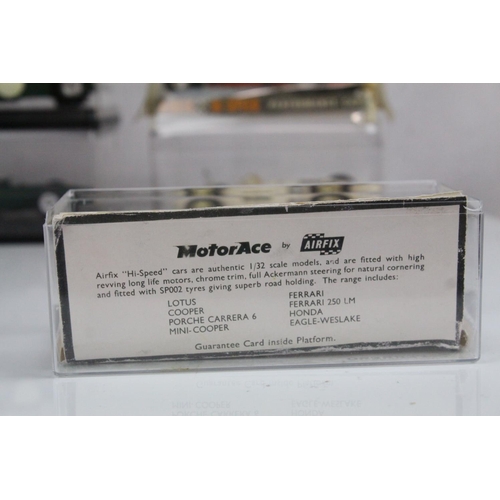 MotorAce by AIRFIX
Airfix "Hi-Speed" cars are authentic 1/32 scale models, and are fitted with high
revving long life motors, chrome trim, full Ackermann steering for natural cornering
and fitted with SP002 tyres giving superb road holding. The range includes:
LOTUS
COOPER
PORCHE CARRERA 6
MINI-COOPER
FERRARI
FERRARI 250 LM
HONDA
EAGLE-WESLAKE
Guarantee Card inside Platform.